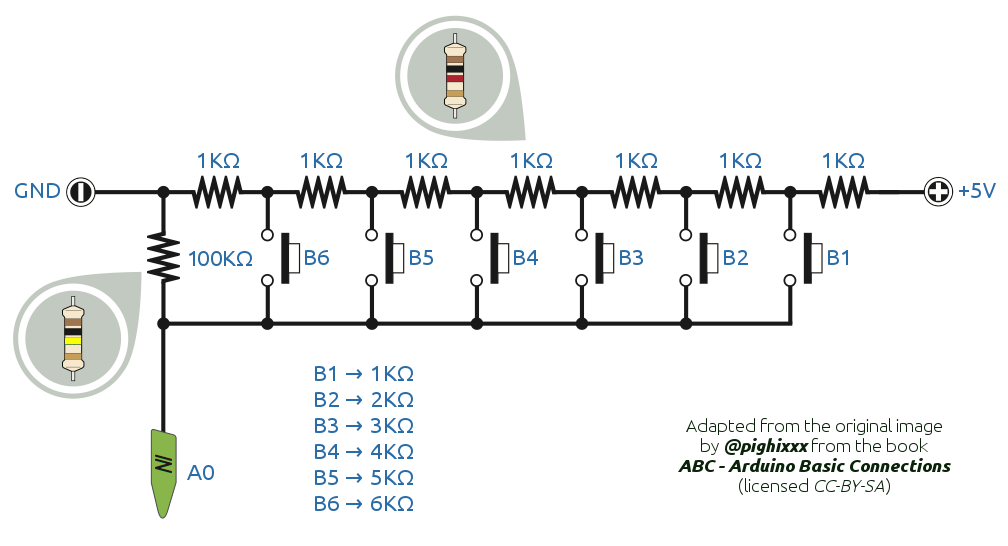 1KΩ 1KΩ 1KΩ 1KΩ 1KΩ 1KΩ 1KΩ
GND +5V
100KΩ B6 B5 B4 B3 B2 B1
B1 → 1KΩ
B2 → 2KΩ
B3 → 3KΩ
B4 → 4KΩ
B5 → 5KΩ
B6 → 6KΩ
IN A0
Adapted from the original image
by @pighixxx from the book
ABC - Arduino Basic Connections
(licensed CC-BY-SA)